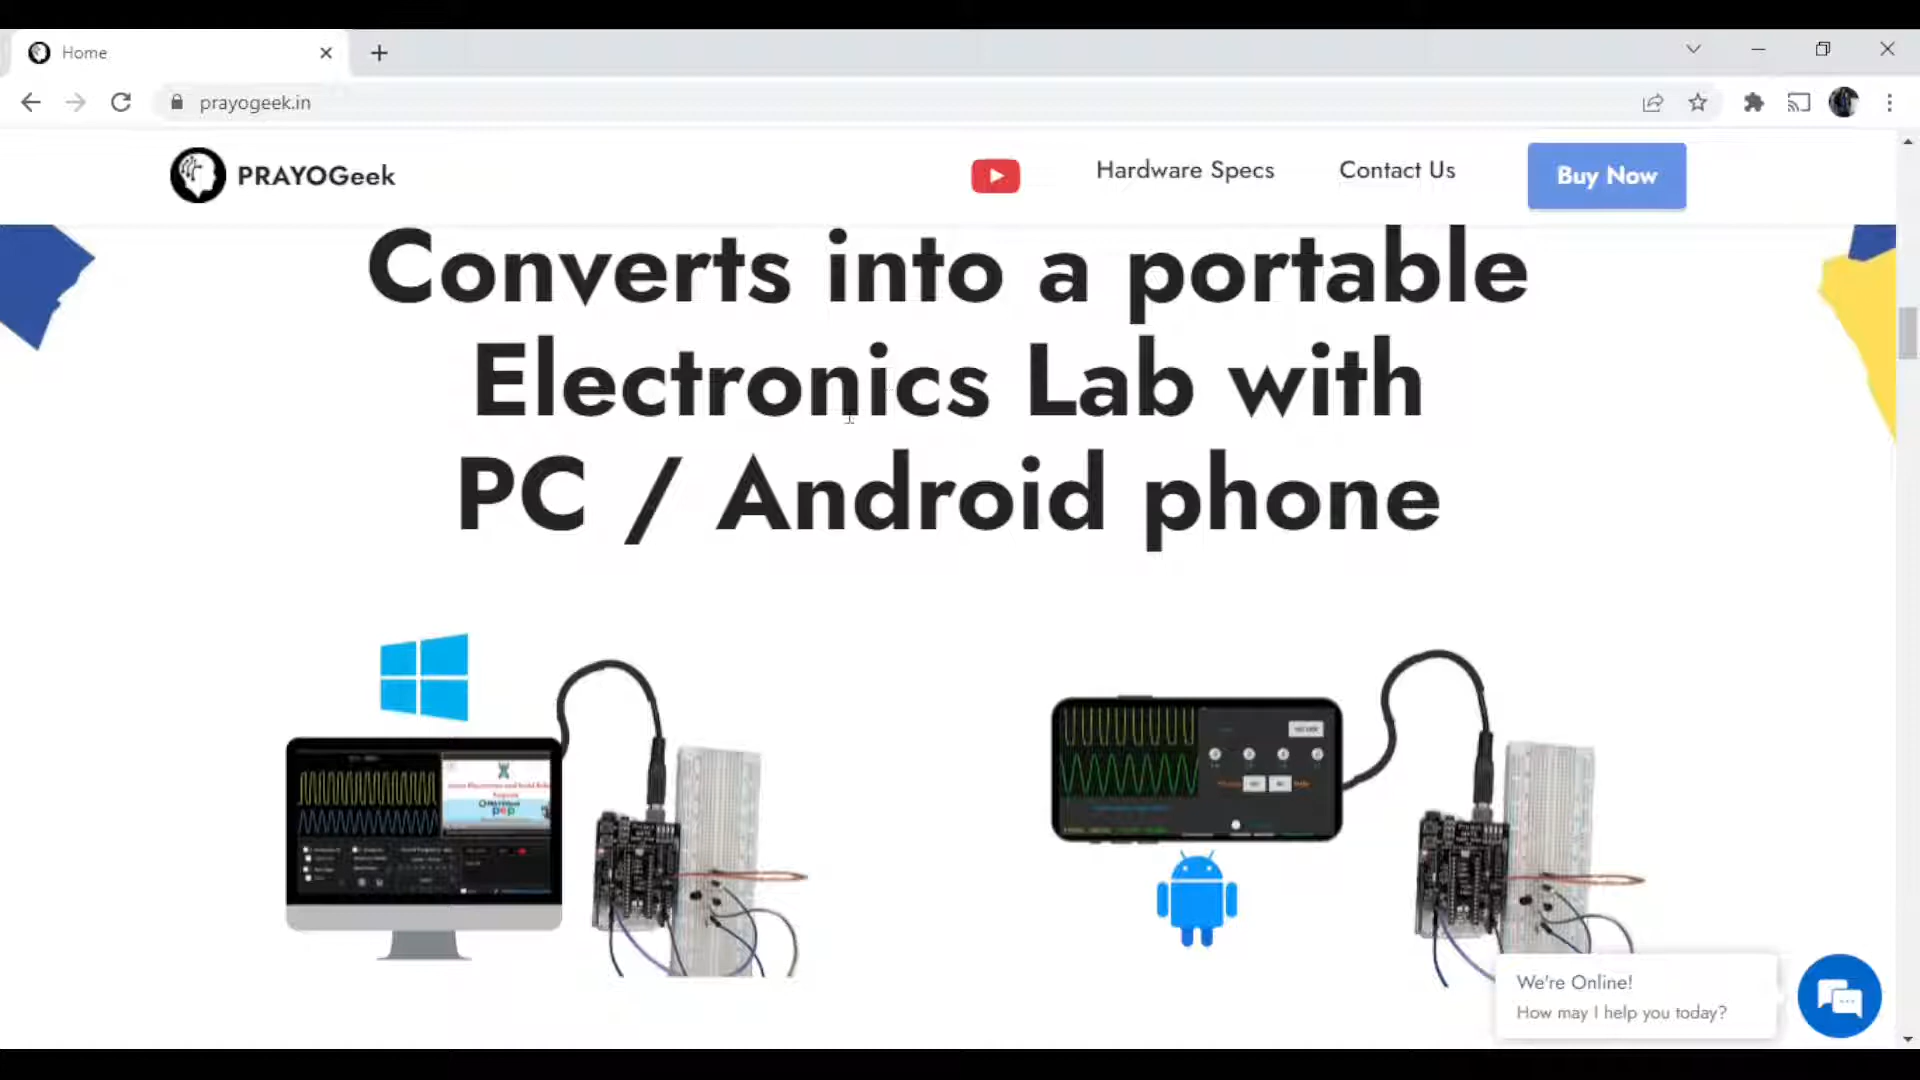 Home
prayogeek.in
PRAYOGeek
Hardware Specs
Contact Us
Buy Now
Converts into a portable
Electronics Lab with
PC / Android phone
We're Online!
How may I help you today?